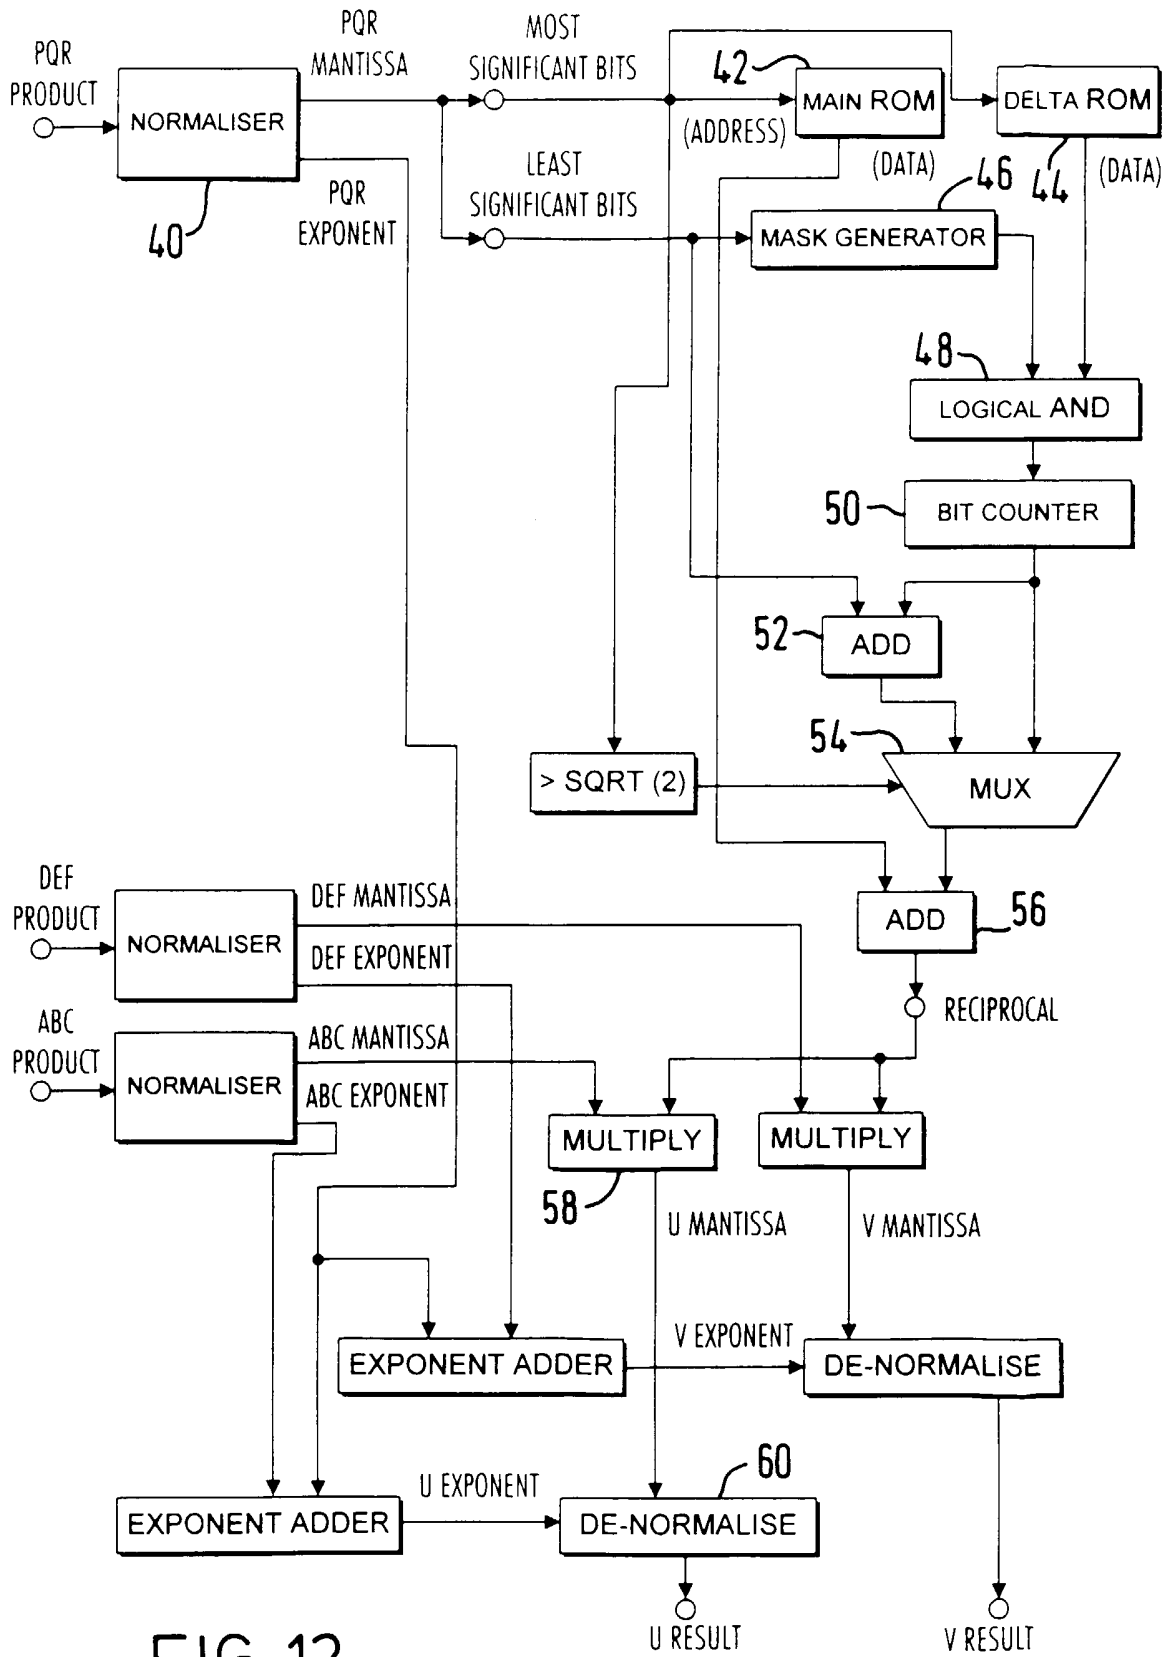 PQR
PRODUCT
NORMALISER
40
PQR
MANTISSA
PQR
EXPONENT
MOST
SIGNIFICANT BITS
LEAST
SIGNIFICANT BITS
42
MAIN ROM
(ADDRESS)
(DATA)
DELTA ROM
44
(DATA)
46
MASK GENERATOR
48
LOGICAL AND
50
BIT COUNTER
52
ADD
54
> SQRT (2)
MUX
DEF
PRODUCT
NORMALISER
DEF MANTISSA
DEF EXPONENT
ADD
56
RECIPROCAL
ABC
PRODUCT
NORMALISER
ABC MANTISSA
ABC EXPONENT
MULTIPLY
58
MULTIPLY
U MANTISSA
V MANTISSA
EXPONENT ADDER
V EXPONENT
DE-NORMALISE
EXPONENT ADDER
U EXPONENT
60
DE-NORMALISE
U RESULT
V RESULT